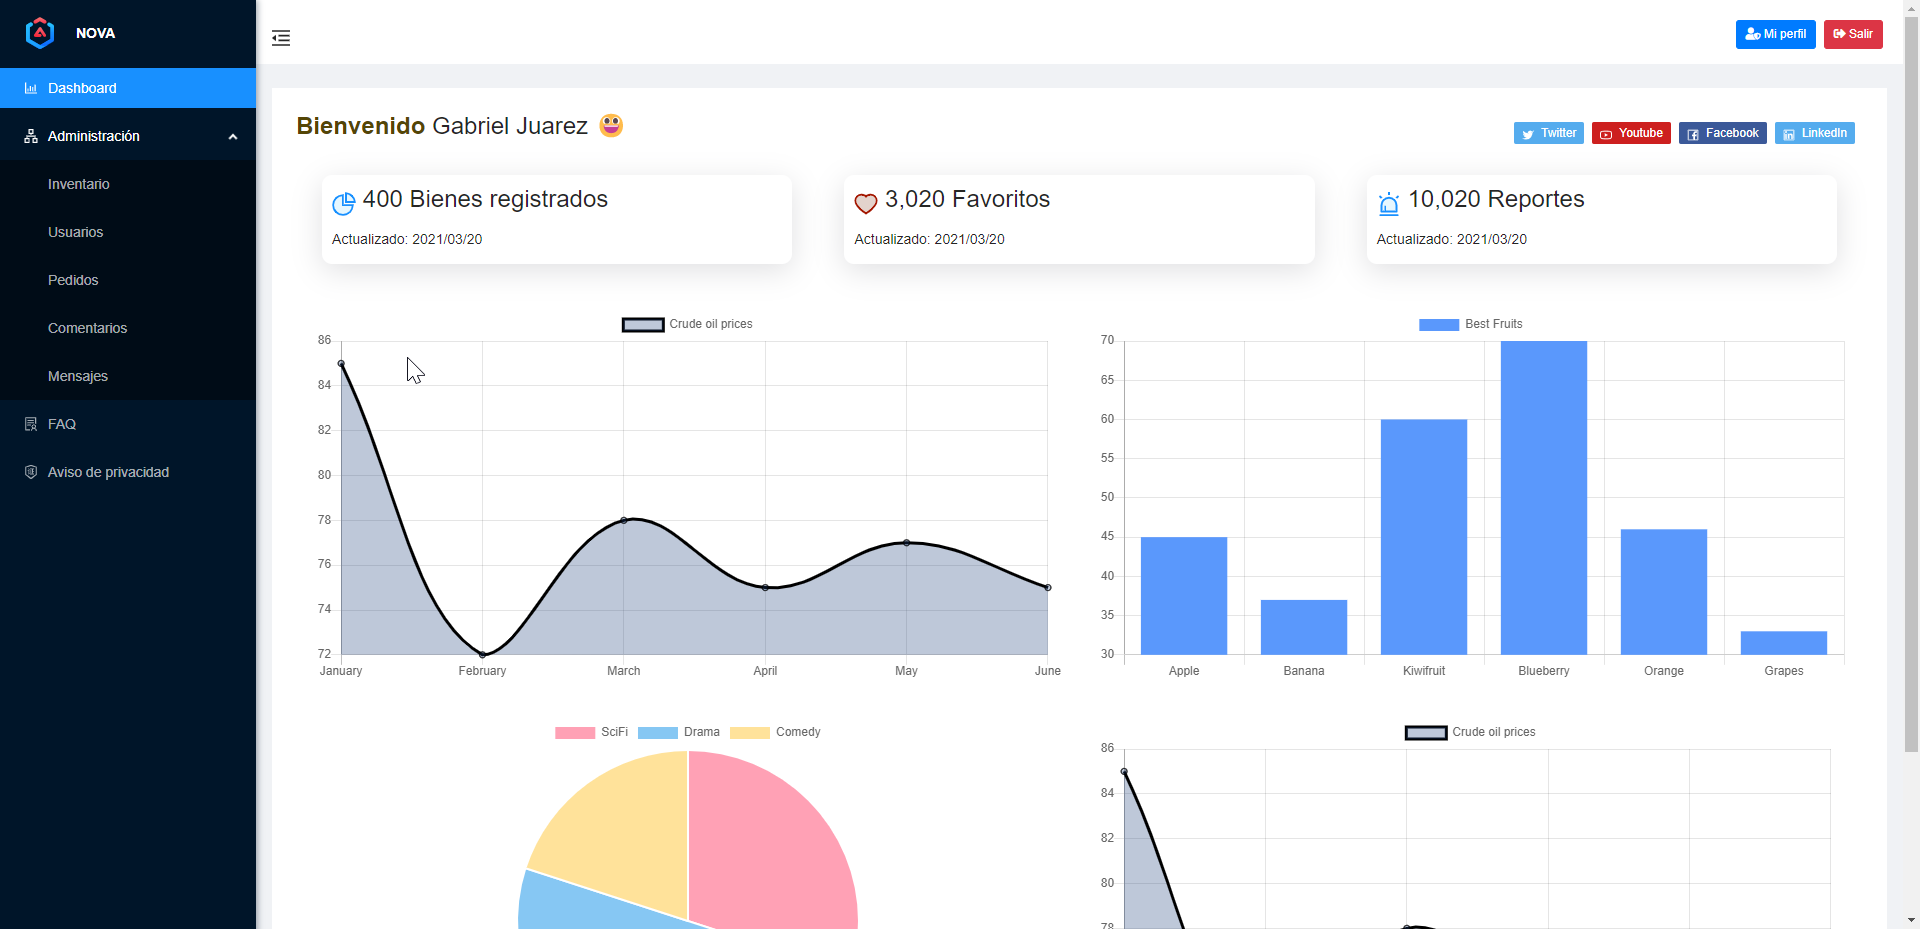 NOVA
Mi perfil
Salir
Dashboard
Administración
Inventario
Usuarios
Pedidos
Comentarios
Mensajes
FAQ
Aviso de privacidad
Bienvenido Gabriel Juarez
Twitter
Youtube
Facebook
LinkedIn
400 Bienes registrados
Actualizado: 2021/03/20
3,020 Favoritos
Actualizado: 2021/03/20
10,020 Reportes
Actualizado: 2021/03/20
Crude oil prices
86
84
82
80
78
76
74
72
January February March April May June
Best Fruits
70
65
60
55
50
45
40
35
30
Apple Banana Kiwifruit Blueberry Orange Grapes
SciFi Drama Comedy
Crude oil prices
86
84
82
80
78